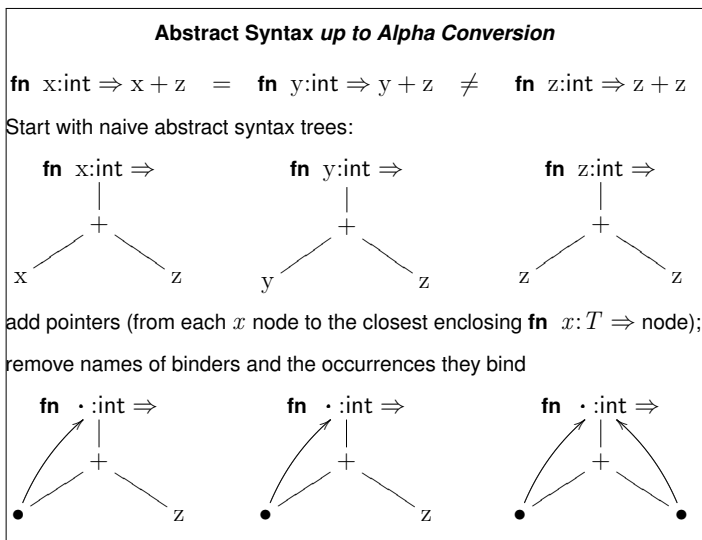 Abstract Syntax up to Alpha Conversion
fn x:int ⇒ x + z = fn y:int ⇒ y + z ≠ fn z:int ⇒ z + z
Start with naive abstract syntax trees:
fn x:int ⇒ fn y:int ⇒ fn z:int ⇒
+ + +
x z y z z z
add pointers (from each x node to the closest enclosing fn x:T ⇒ node);
remove names of binders and the occurrences they bind
fn · :int ⇒ fn · :int ⇒ fn · :int ⇒
+ + +
• z • z • •